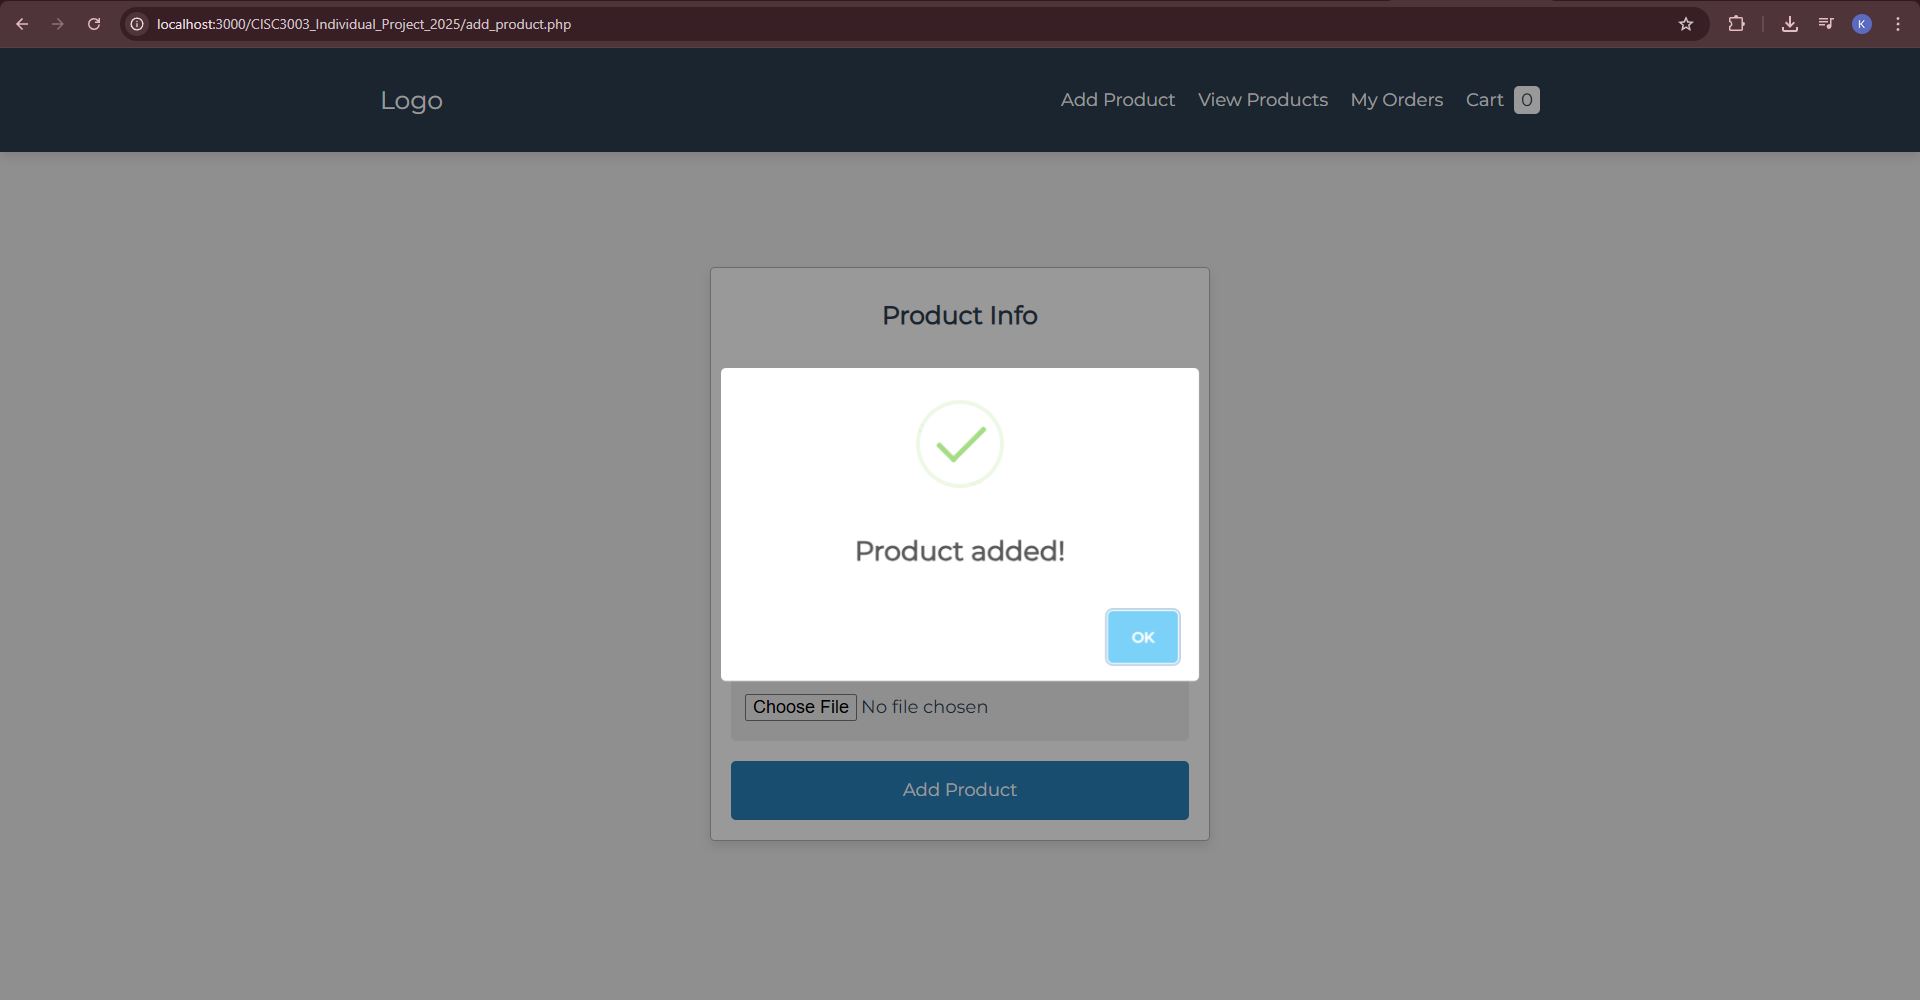 localhost:3000/CISC3003_Individual_Project_2025/add_product.php
K
Logo
Add Product View Products My Orders Cart 0
Product Info
Product added!
OK
Choose File No file chosen
Add Product